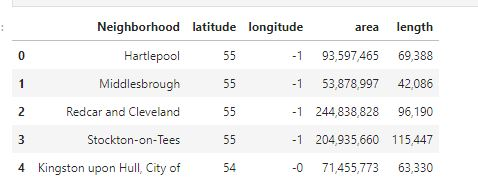 :
Neighborhood latitude longitude area length
0 Hartlepool 55 -1 93,597,465 69,388
1 Middlesbrough 55 -1 53,878,997 42,086
2 Redcar and Cleveland 55 -1 244,838,828 96,190
3 Stockton-on-Tees 55 -1 204,935,660 115,447
4 Kingston upon Hull, City of 54 -0 71,455,773 63,330